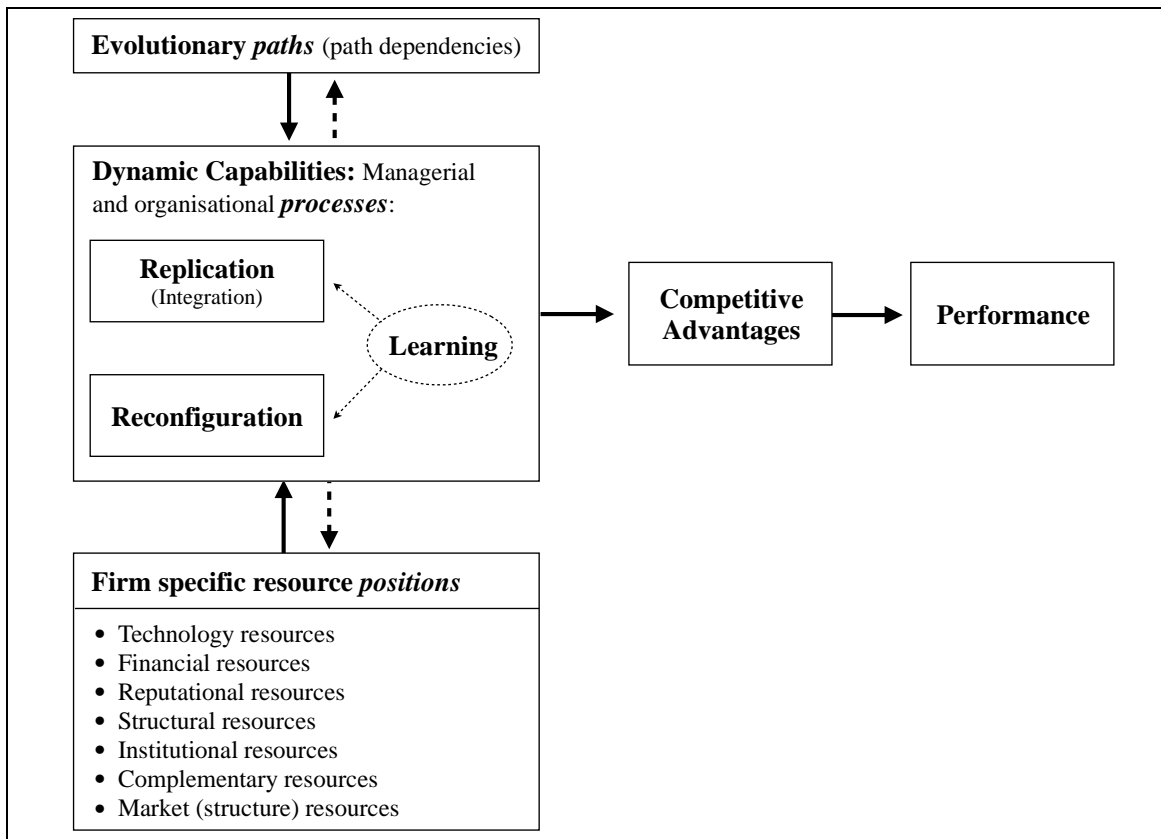 Evolutionary paths (path dependencies)
Dynamic Capabilities: Managerial
and organisational processes:
Replication
(Integration)
Learning
Reconfiguration
Competitive
Advantages
Performance
Firm specific resource positions
• Technology resources
• Financial resources
• Reputational resources
• Structural resources
• Institutional resources
• Complementary resources
• Market (structure) resources